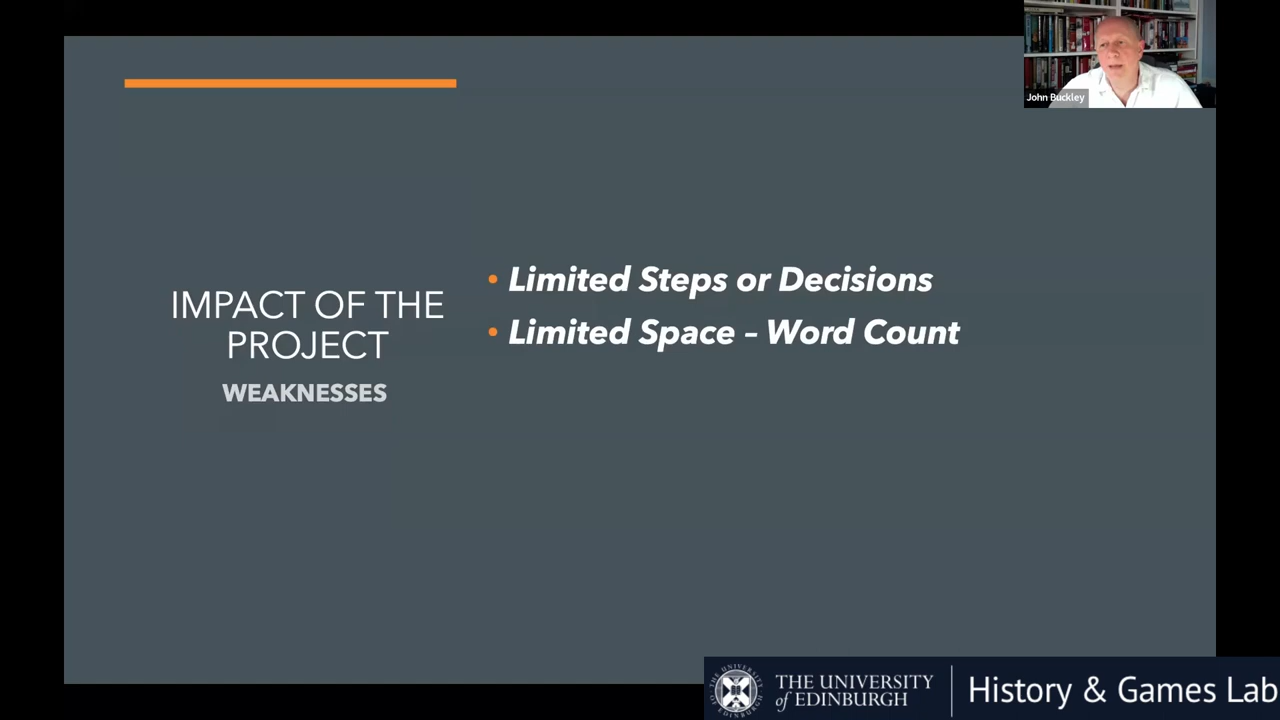 John Buckley
IMPACT OF THE
PROJECT
WEAKNESSES
• Limited Steps or Decisions
• Limited Space – Word Count
THE UNIVERSITY
of EDINBURGH
History & Games Lab